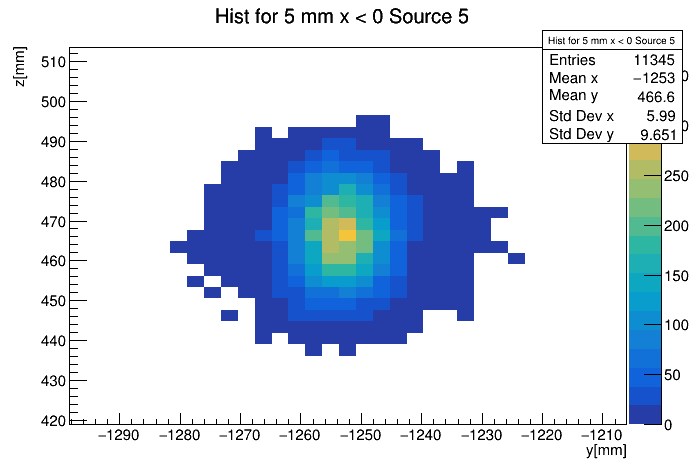 Hist for 5 mm x < 0 Source 5
Hist for 5 mm x < 0 Source 5
Entries 11345
Mean x −1253
Mean y 466.6
Std Dev x 5.99
Std Dev y 9.651
z[mm]
510
500
490
480
470
460
450
440
430
420
−1290 −1280 −1270 −1260 −1250 −1240 −1230 −1220 −1210
y[mm]
250
200
150
100
50
0